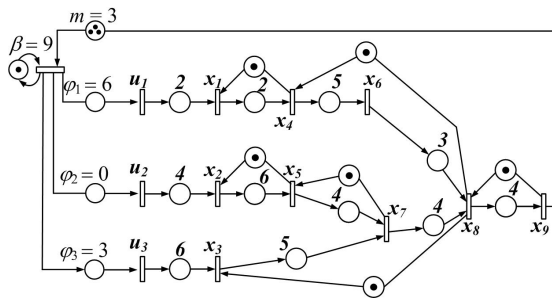 m = 3
β = 9
φ₁ = 6
u₁
2
x₁
2
x₄
5
x₆
3
φ₂ = 0
u₂
4
x₂
6
x₅
4
x₇
4
x₈
4
x₉
φ₃ = 3
u₃
6
x₃
5